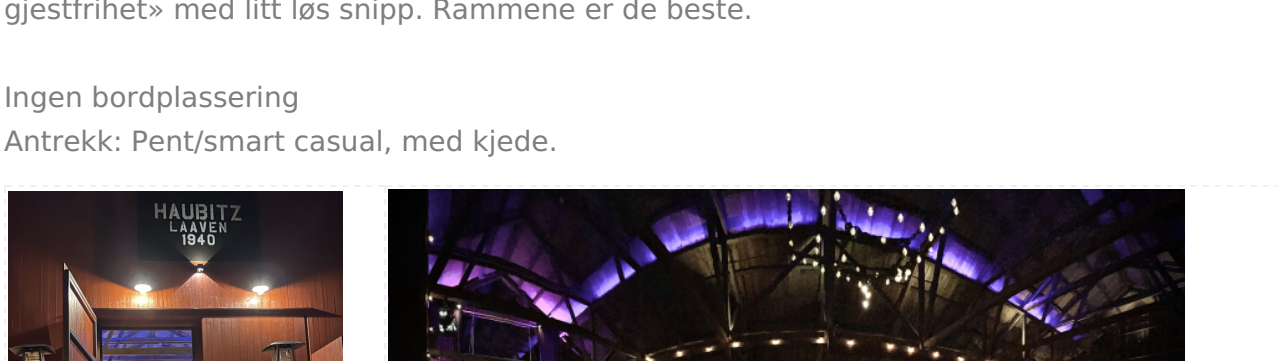 gjestfrihet» med litt løs snipp. Rammene er de beste.
Ingen bordplassering
Antrekk: Pent/smart casual, med kjede.
HAUBITZ
LAAVEN
1940